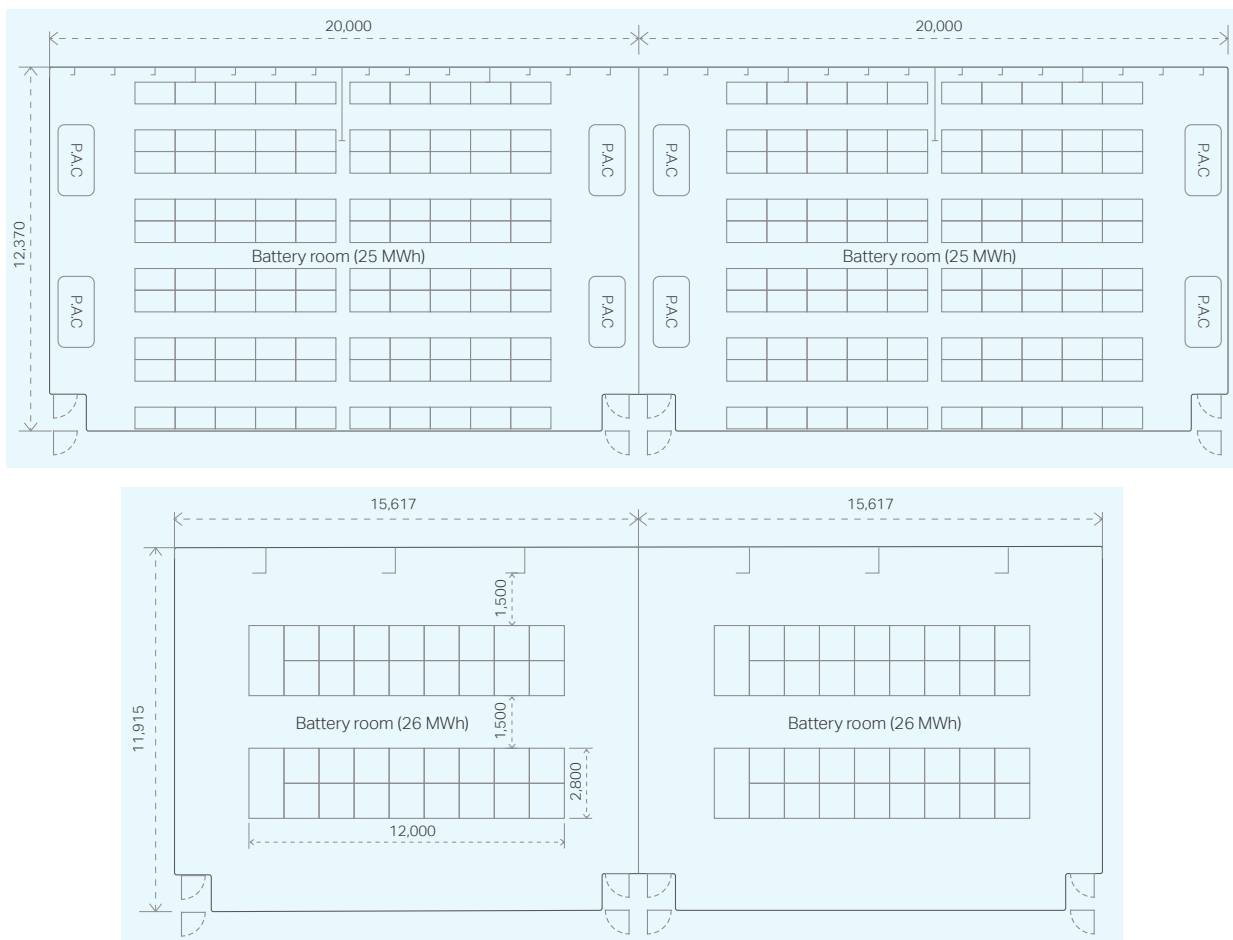 20,000
20,000
P.A.C
P.A.C
P.A.C
P.A.C
12,370
Battery room (25 MWh)
Battery room (25 MWh)
P.A.C
P.A.C
P.A.C
P.A.C
15,617
15,617
1,500
11,915
Battery room (26 MWh)
1,500
Battery room (26 MWh)
2,800
12,000